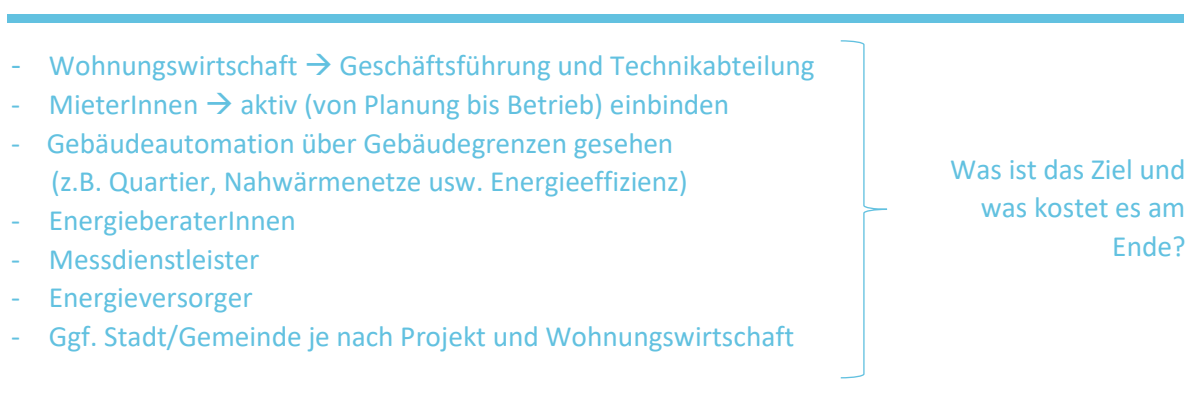 - Wohnungswirtschaft → Geschäftsführung und Technikabteilung
- MieterInnen → aktiv (von Planung bis Betrieb) einbinden
- Gebäudeautomation über Gebäudegrenzen gesehen
(z.B. Quartier, Nahwärmenetze usw. Energieeffizienz)
- EnergieberaterInnen
- Messdienstleister
- Energieversorger
- Ggf. Stadt/Gemeinde je nach Projekt und Wohnungswirtschaft
Was ist das Ziel und
was kostet es am
Ende?